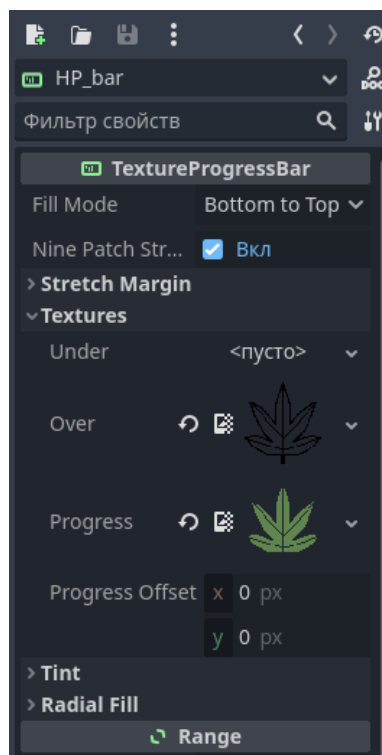 HP_bar
DOC
Фильтр свойств
TextureProgressBar
Fill Mode Bottom to Top
Nine Patch Str... Вкл
Stretch Margin
Textures
Under <пусто>
Over
Progress
Progress Offset x 0 px
y 0 px
Tint
Radial Fill
Range